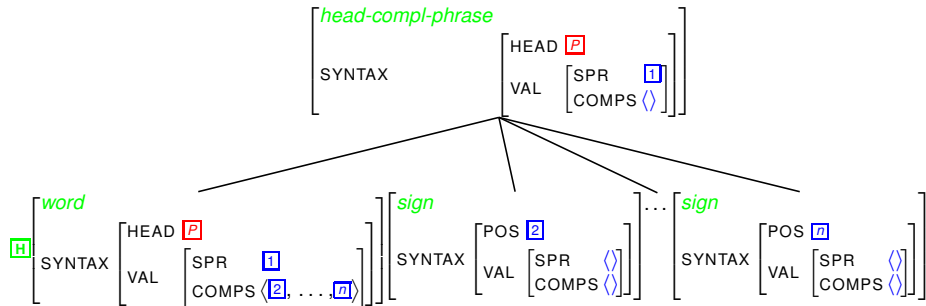 head-compl-phrase
HEAD P
SYNTAX
VAL
SPR 1
COMPS ⟨⟩
word
HEAD P
H
SYNTAX
VAL
SPR 1
COMPS ⟨2, ..., n⟩
sign
POS 2
SYNTAX
VAL
SPR ⟨⟩
COMPS ⟨⟩
...
sign
POS n
SYNTAX
VAL
SPR ⟨⟩
COMPS ⟨⟩